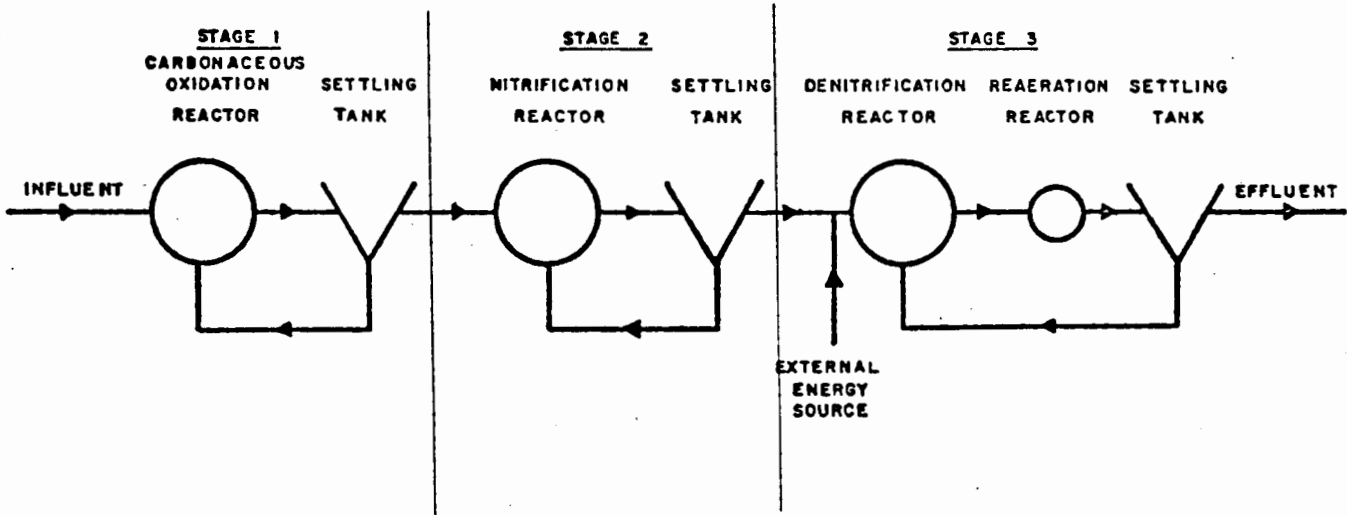 STAGE 1
CARBONACEOUS
OXIDATION
REACTOR
SETTLING
TANK
STAGE 2
NITRIFICATION
REACTOR
SETTLING
TANK
STAGE 3
DENITRIFICATION
REACTOR
REAERATION
REACTOR
SETTLING
TANK
INFLUENT
EFFLUENT
EXTERNAL
ENERGY
SOURCE